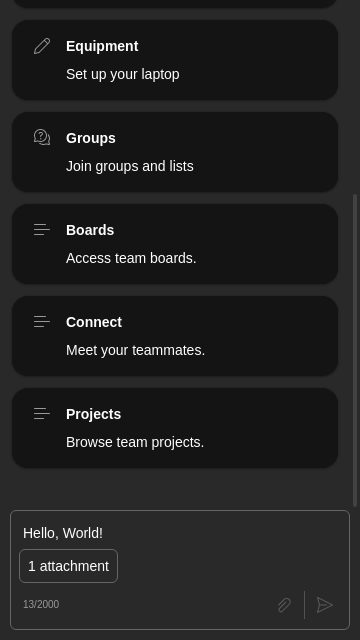 Equipment
Set up your laptop
Groups
Join groups and lists
Boards
Access team boards.
Connect
Meet your teammates.
Projects
Browse team projects.
Hello, World!
1 attachment
13/2000